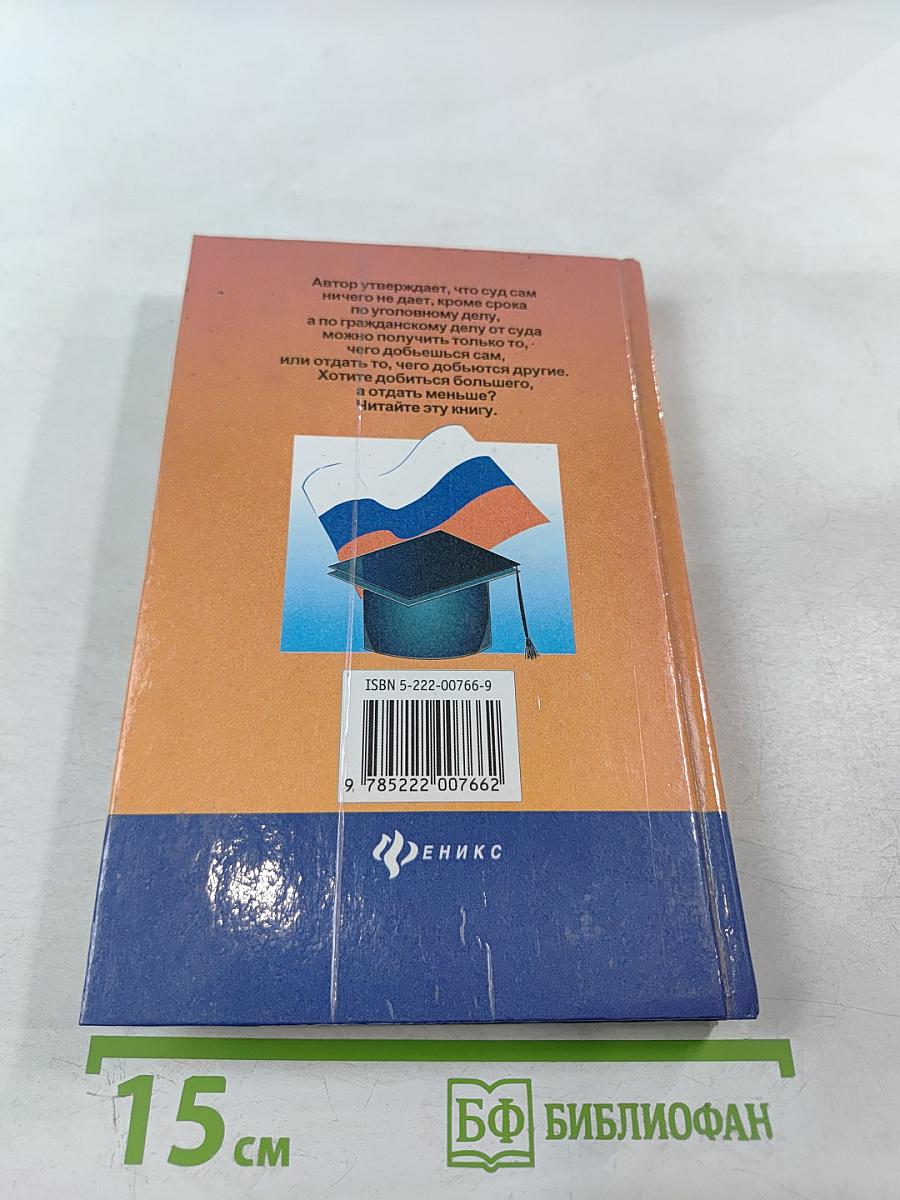 Автор утверждает, что суд сам
ничего не дает, кроме срока
по уголовному делу,
а по гражданскому делу от суда
можно получить только то, -
чего добьешься сам,
или отдать то, чего добьются другие.
Хотите добиться большего,
а отдать меньше?
Читайте эту книгу.
ISBN 5-222-00766-9
9 785222 007662
ФЕНИКС
15 см
БФ БИБЛИОФАН